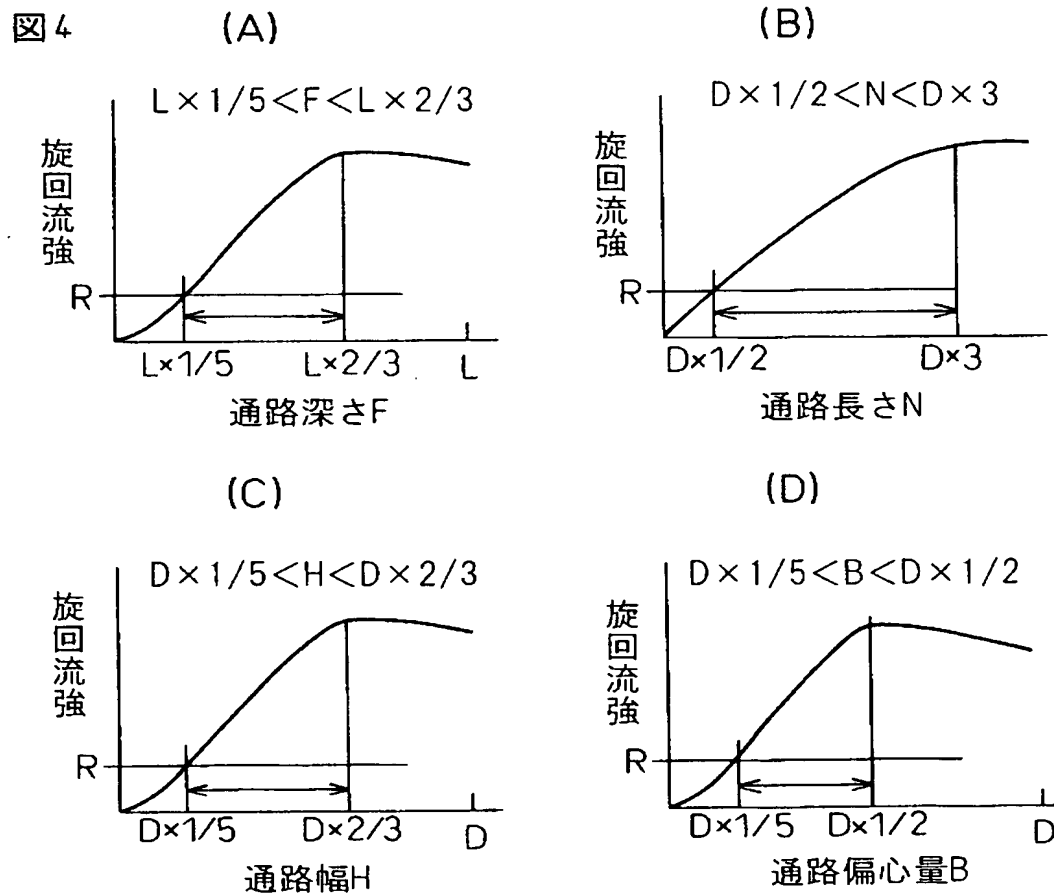 図4
(A)
L×1/5<F<L×2/3
旋回流強
R
L×1/5
L×2/3
L
通路深さF
(B)
D×1/2<N<D×3
旋回流強
R
D×1/2
D×3
通路長さN
(C)
D×1/5<H<D×2/3
旋回流強
R
D×1/5
D×2/3
D
通路幅H
(D)
D×1/5<B<D×1/2
旋回流強
R
D×1/5
D×1/2
D
通路偏心量B